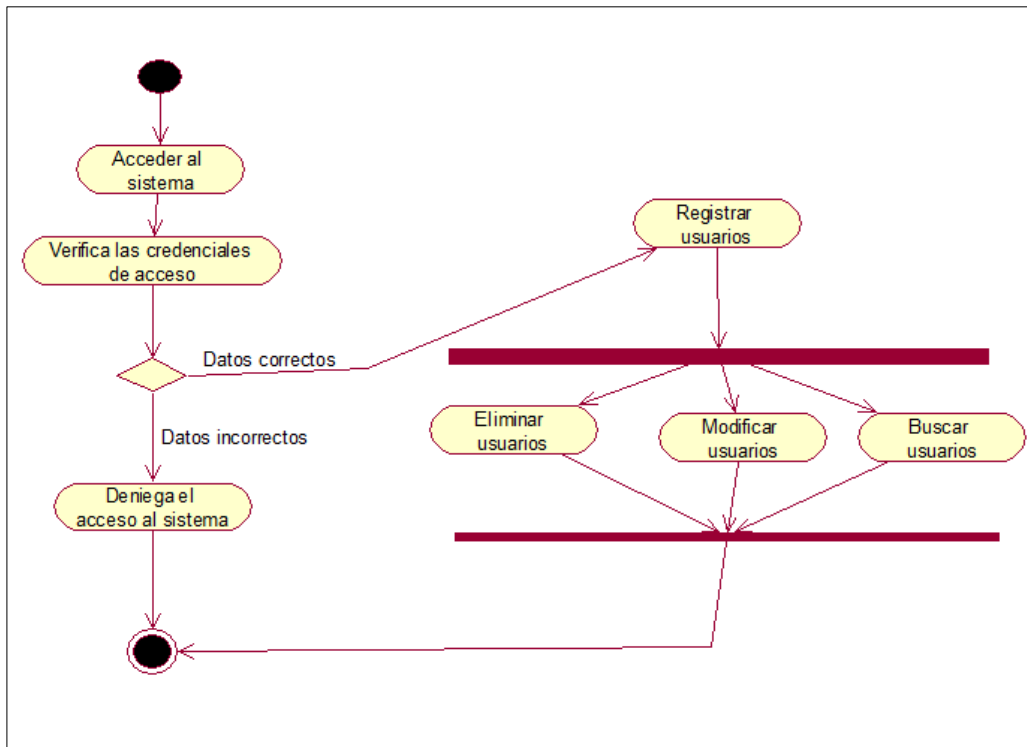 Acceder al
sistema
Verifica las credenciales
de acceso
Datos correctos
Datos incorrectos
Deniega el
acceso al sistema
Registrar
usuarios
Eliminar
usuarios
Modificar
usuarios
Buscar
usuarios